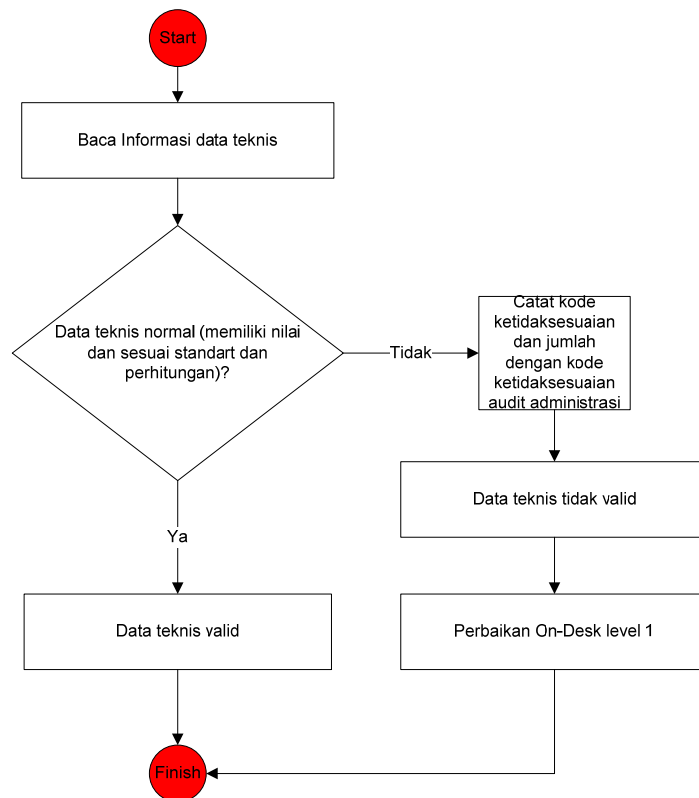 Start
Baca Informasi data teknis
Data teknis normal (memiliki nilai
dan sesuai standart dan
perhitungan)?
Tidak
Catat kode
ketidaksesuaian
dan jumlah
dengan kode
ketidaksesuaian
audit administrasi
Data teknis tidak valid
Ya
Data teknis valid
Perbaikan On-Desk level 1
Finish